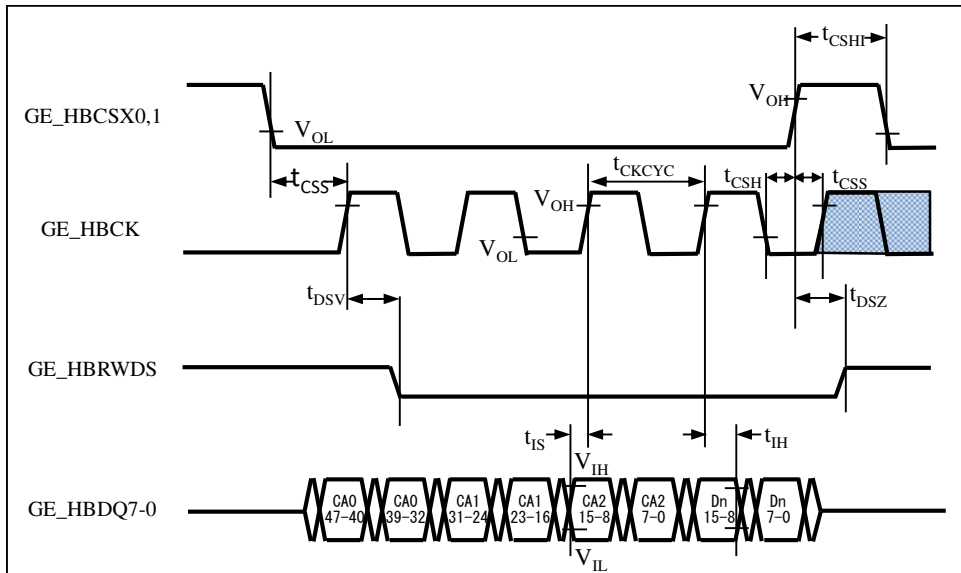 tCSHI
GE_HBCSX0,1
VOH
VOL
tCSS
tCKCYC
tCSH
tCSS
GE_HBCK
VOH
VOL
tDSV
tDSZ
GE_HBRWDS
tIS
tIH
VIH
GE_HBDQ7-0
CA0
47-40
CA0
39-32
CA1
31-24
CA1
23-16
CA2
15-8
CA2
7-0
Dn
15-8
Dn
7-0
VIL